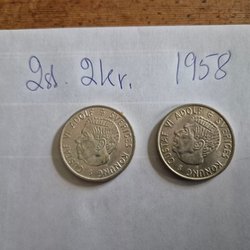 2st. 2kr. 1958
GUSTAF VI ADOLF SVERIGES KONUNG
GUSTAF VI ADOLF SVERIGES KONUNG